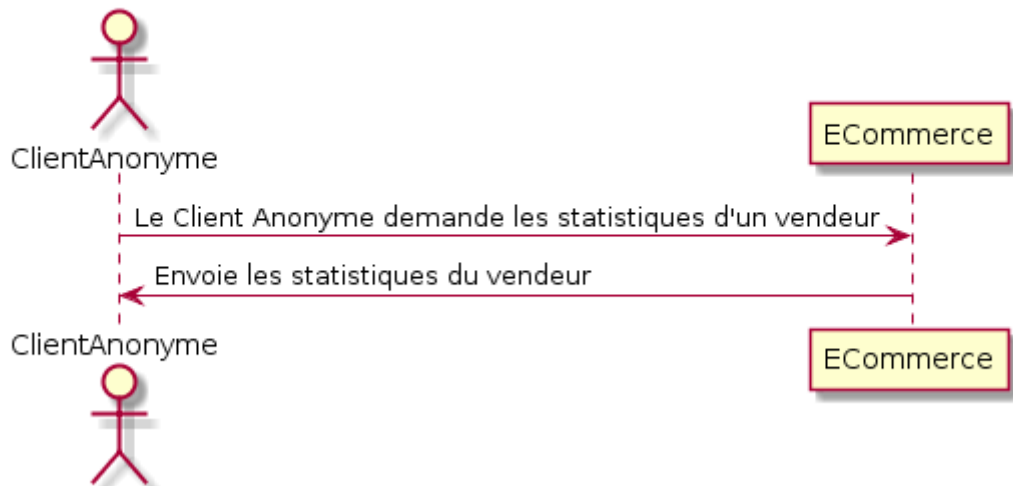 ClientAnonyme
ECommerce
Le Client Anonyme demande les statistiques d'un vendeur
Envoie les statistiques du vendeur
ClientAnonyme
ECommerce